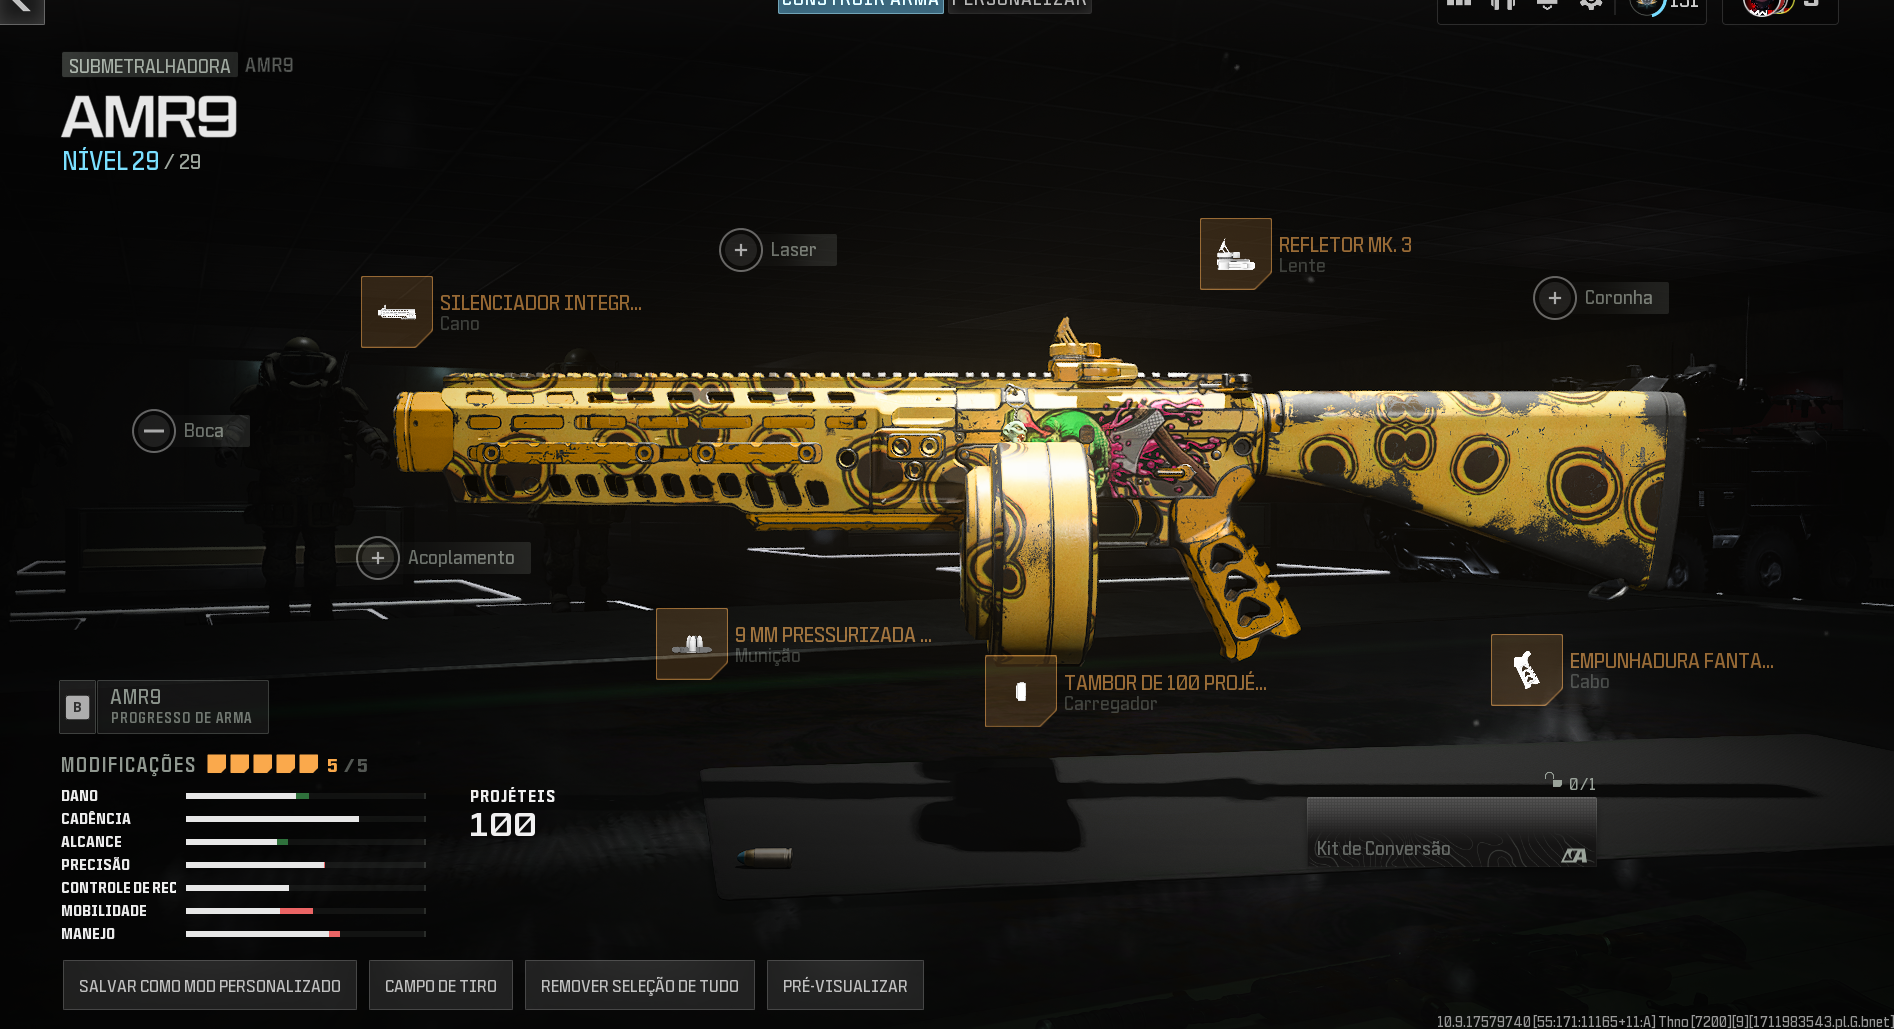 CONSTRUIR ARMA
PERSONALIZAR
151
SUBMETRALHADORA AMR9
AMR9
NÍVEL 29 / 29
Laser
REFLETOR MK. 3
Lente
SILENCIADOR INTEGR...
Cano
Coronha
Boca
Acoplamento
9 MM PRESSURIZADA ...
Munição
TAMBOR DE 100 PROJÉ...
Carregador
EMPUNHADURA FANTA...
Cabo
B
AMR9
PROGRESSO DE ARMA
MODIFICAÇÕES 5 / 5
DANO
CADÊNCIA
ALCANCE
PRECISÃO
CONTROLE DE REC
MOBILIDADE
MANEJO
PROJÉTEIS
100
0/1
Kit de Conversão
SALVAR COMO MOD PERSONALIZADO
CAMPO DE TIRO
REMOVER SELEÇÃO DE TUDO
PRÉ-VISUALIZAR
10.9.17579740 [55:171:11165+11:A] Thno [7200][9][1711983543.pl.G.bnet]